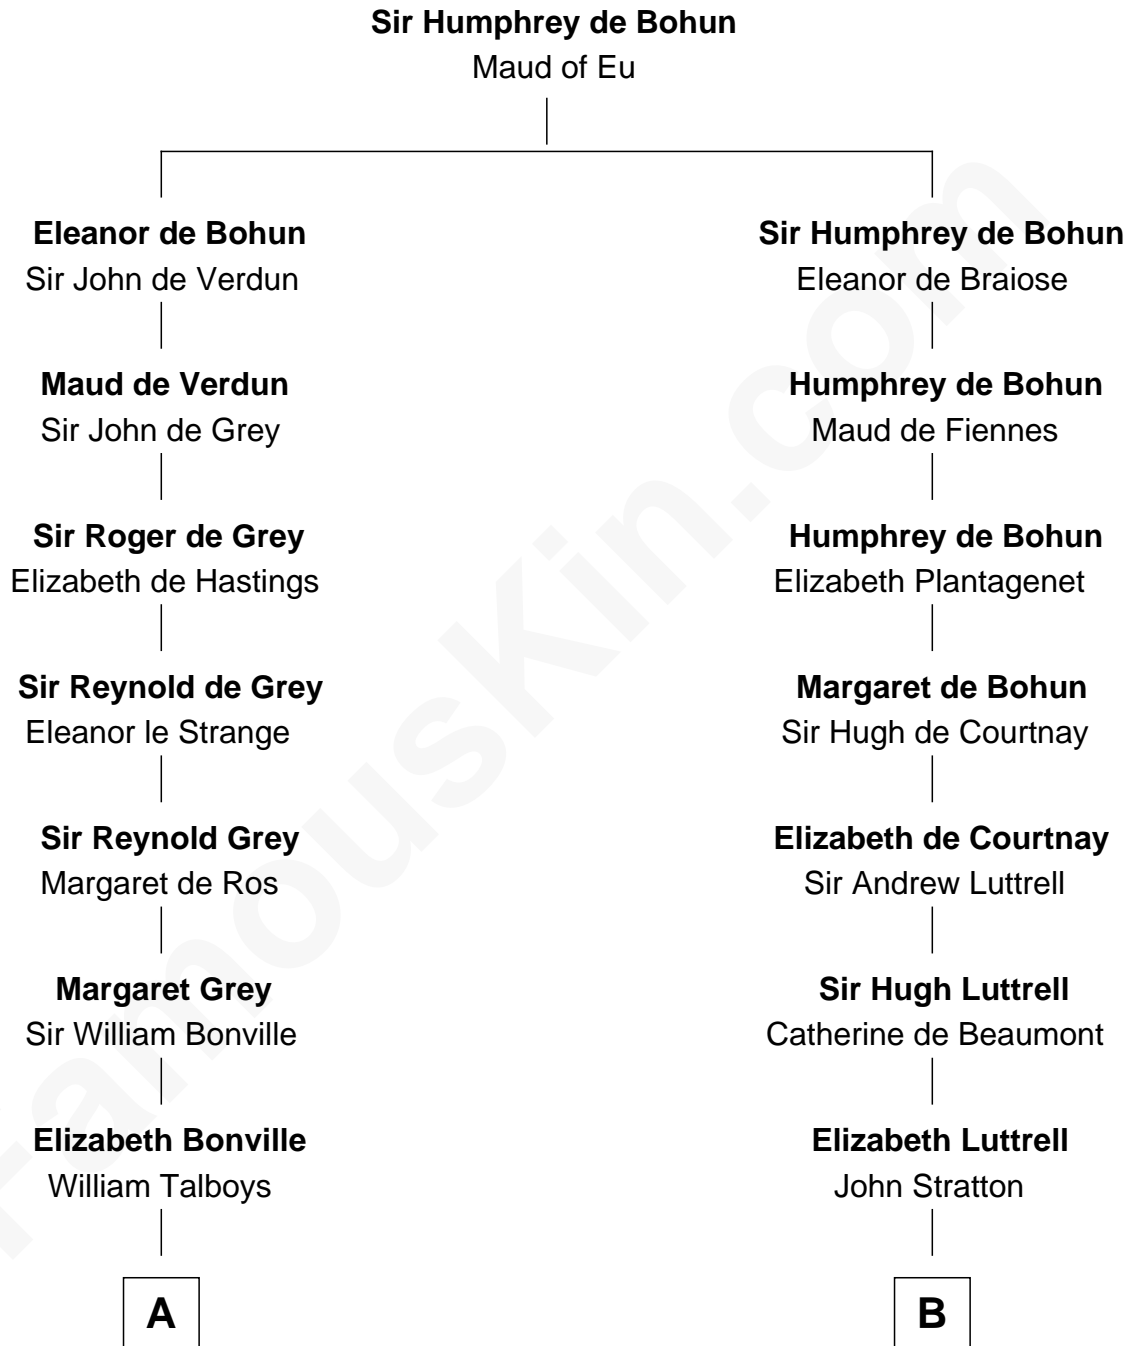 Sir Humphrey de Bohun
Maud of Eu
Eleanor de Bohun
Sir John de Verdun
Maud de Verdun
Sir John de Grey
Sir Roger de Grey
Elizabeth de Hastings
Sir Reynold de Grey
Eleanor le Strange
Sir Reynold Grey
Margaret de Ros
Margaret Grey
Sir William Bonville
Elizabeth Bonville
William Talboys
A
Sir Humphrey de Bohun
Eleanor de Braiose
Humphrey de Bohun
Maud de Fiennes
Humphrey de Bohun
Elizabeth Plantagenet
Margaret de Bohun
Sir Hugh de Courtnay
Elizabeth de Courtnay
Sir Andrew Luttrell
Sir Hugh Luttrell
Catherine de Beaumont
Elizabeth Luttrell
John Stratton
B
FamousKin.com